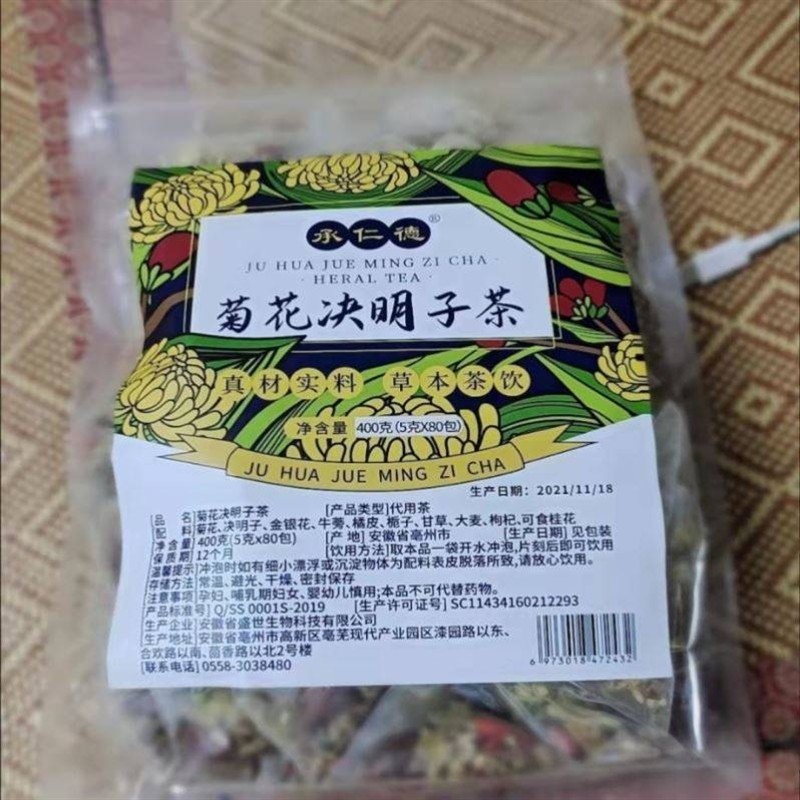 承仁德®
JU HUA JUE MING ZI CHA
· HERAL TEA ·
菊花决明子茶
真材实料 草本茶饮
净含量 400克(5克X80包)
JU HUA JUE MING ZI CHA
生产日期：2021/11/18
品 名]菊花决明子茶 [产品类型]代用茶
配 料]菊花、决明子、金银花、牛蒡、橘皮、栀子、甘草、大麦、枸杞、可食桂花
[净含量]400克(5克x80包) [产 地]安徽省亳州市 [生产日期]见包装
保质期]12个月 [饮用方法]取本品一袋开水冲泡,片刻后即可饮用
温馨提示]冲泡时如有细小漂浮或沉淀物体为配料表皮脱落所致,请放心饮用。
存储方法]常温、避光、干燥、密封保存
注意事项]孕妇、哺乳期妇女、婴幼儿慎用;本品不可代替药物。
产品标准号]Q/SS 0001S-2019 [生产许可证号]SC11434160212293
生产企业]安徽省盛世生物科技有限公司
生产地址]安徽省亳州市高新区亳芜现代产业园区漆园路以东、
合欢路以南、茴香路以北2号楼
[联系电话]0558-3038480
6 973018 472432